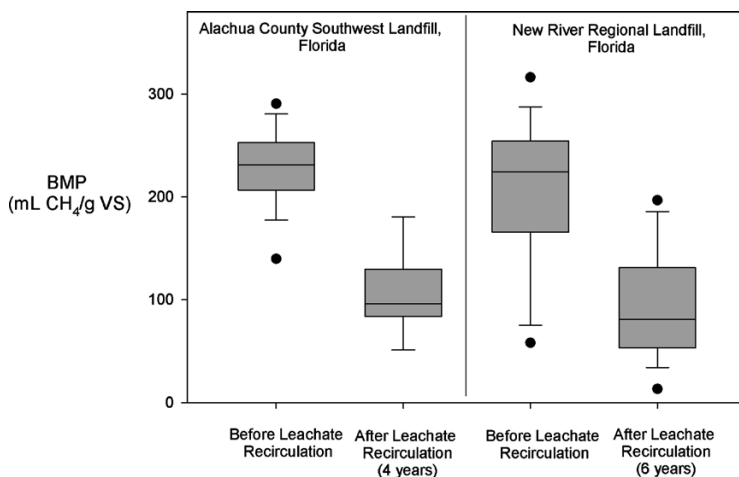 Alachua County Southwest Landfill,
Florida
New River Regional Landfill,
Florida
BMP
(mL CH₄/g VS)
300
200
100
0
Before Leachate
Recirculation
After Leachate
Recirculation
(4 years)
Before Leachate
Recirculation
After Leachate
Recirculation
(6 years)